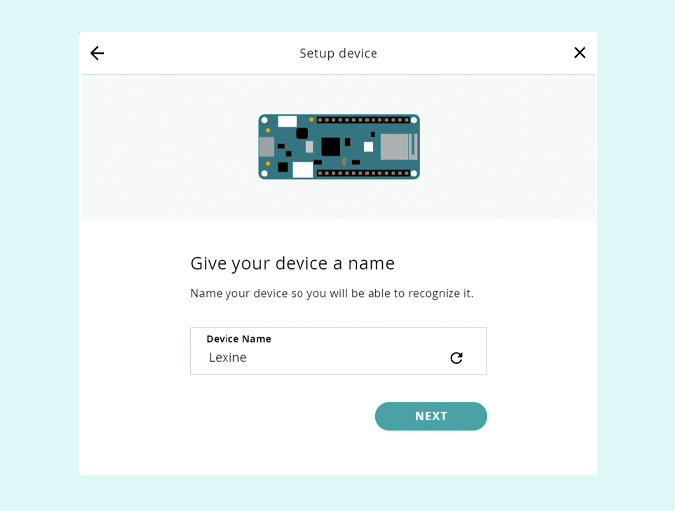 Setup device
Give your device a name
Name your device so you will be able to recognize it.
Device Name
Lexine
NEXT